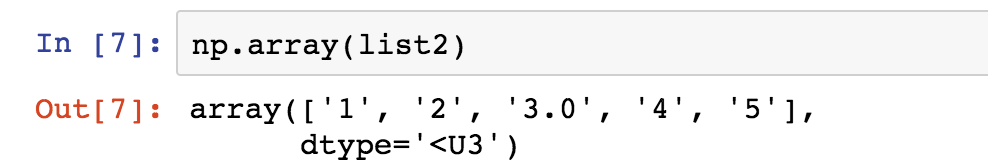 In [7]: np.array(list2)
Out[7]: array(['1', '2', '3.0', '4', '5'],
dtype='<U3')